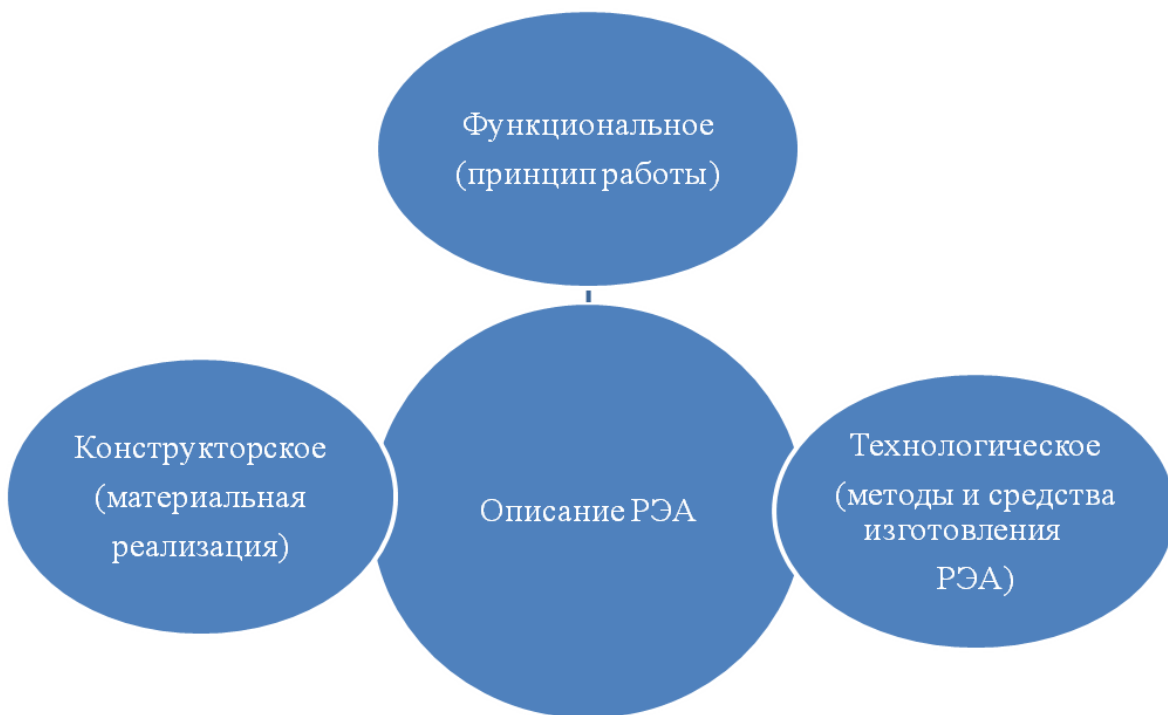 Функциональное
(принцип работы)
Конструкторское
(материальная
реализация)
Описание РЭА
Технологическое
(методы и средства
изготовления
РЭА)